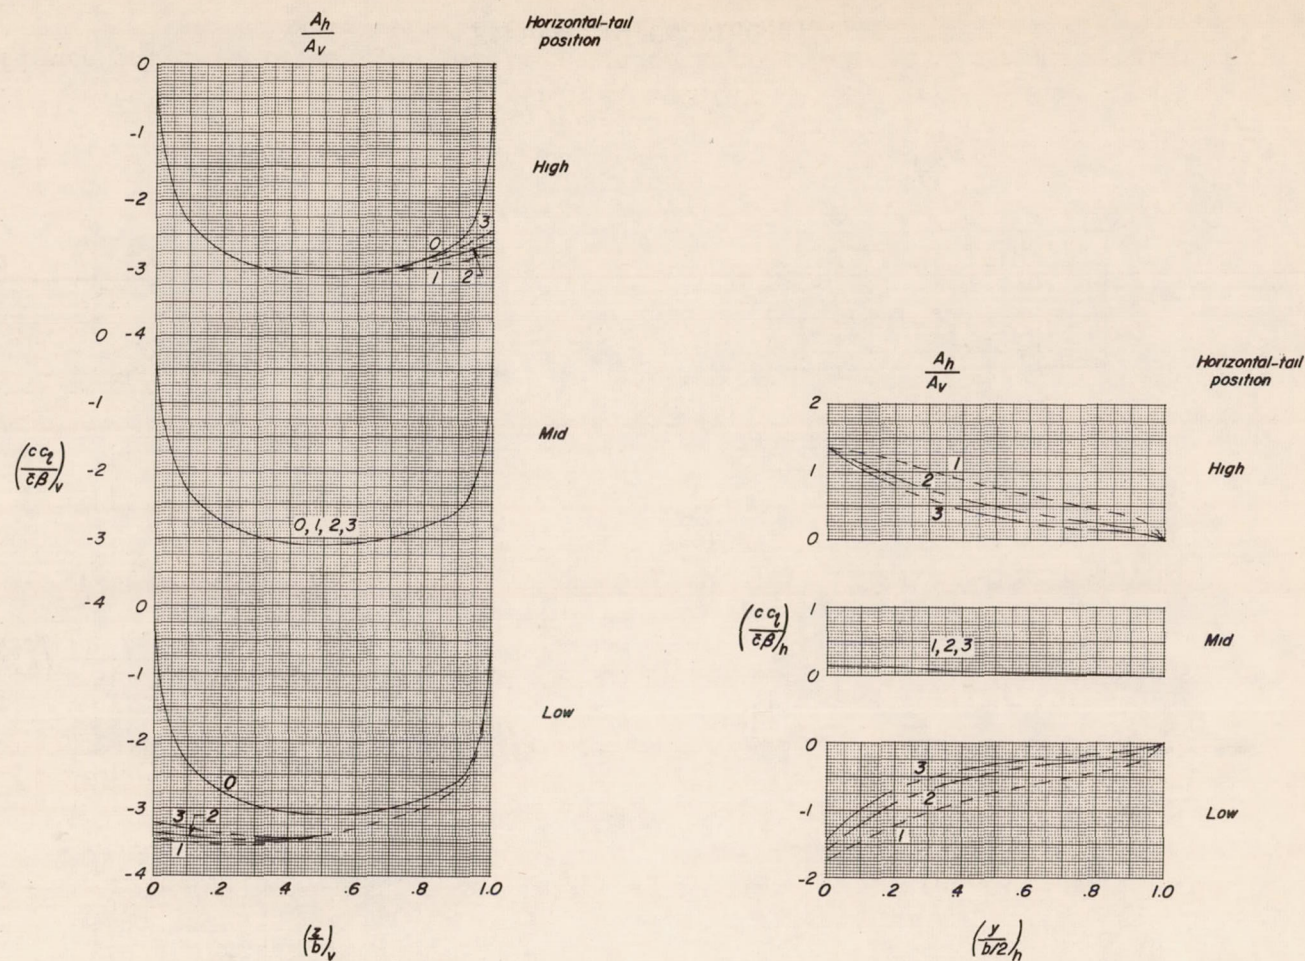 A_h / A_v
Horizontal-tail
position
0
-1
High
-2
3
0
-3
1
2
0
-4
-1
Mid
(c c_l / c̄β)_v
-2
0, 1, 2, 3
-3
-4
0
-1
Low
-2
0
-3
3
2
1
-4
0
.2
.4
.6
.8
1.0
(z/b)_v
A_h / A_v
Horizontal-tail
position
2
1
1
High
2
3
0
(c c_l / c̄β)_h
1
1, 2, 3
Mid
0
0
3
-1
2
Low
1
-2
0
.2
.4
.6
.8
1.0
(y / b/2)_h